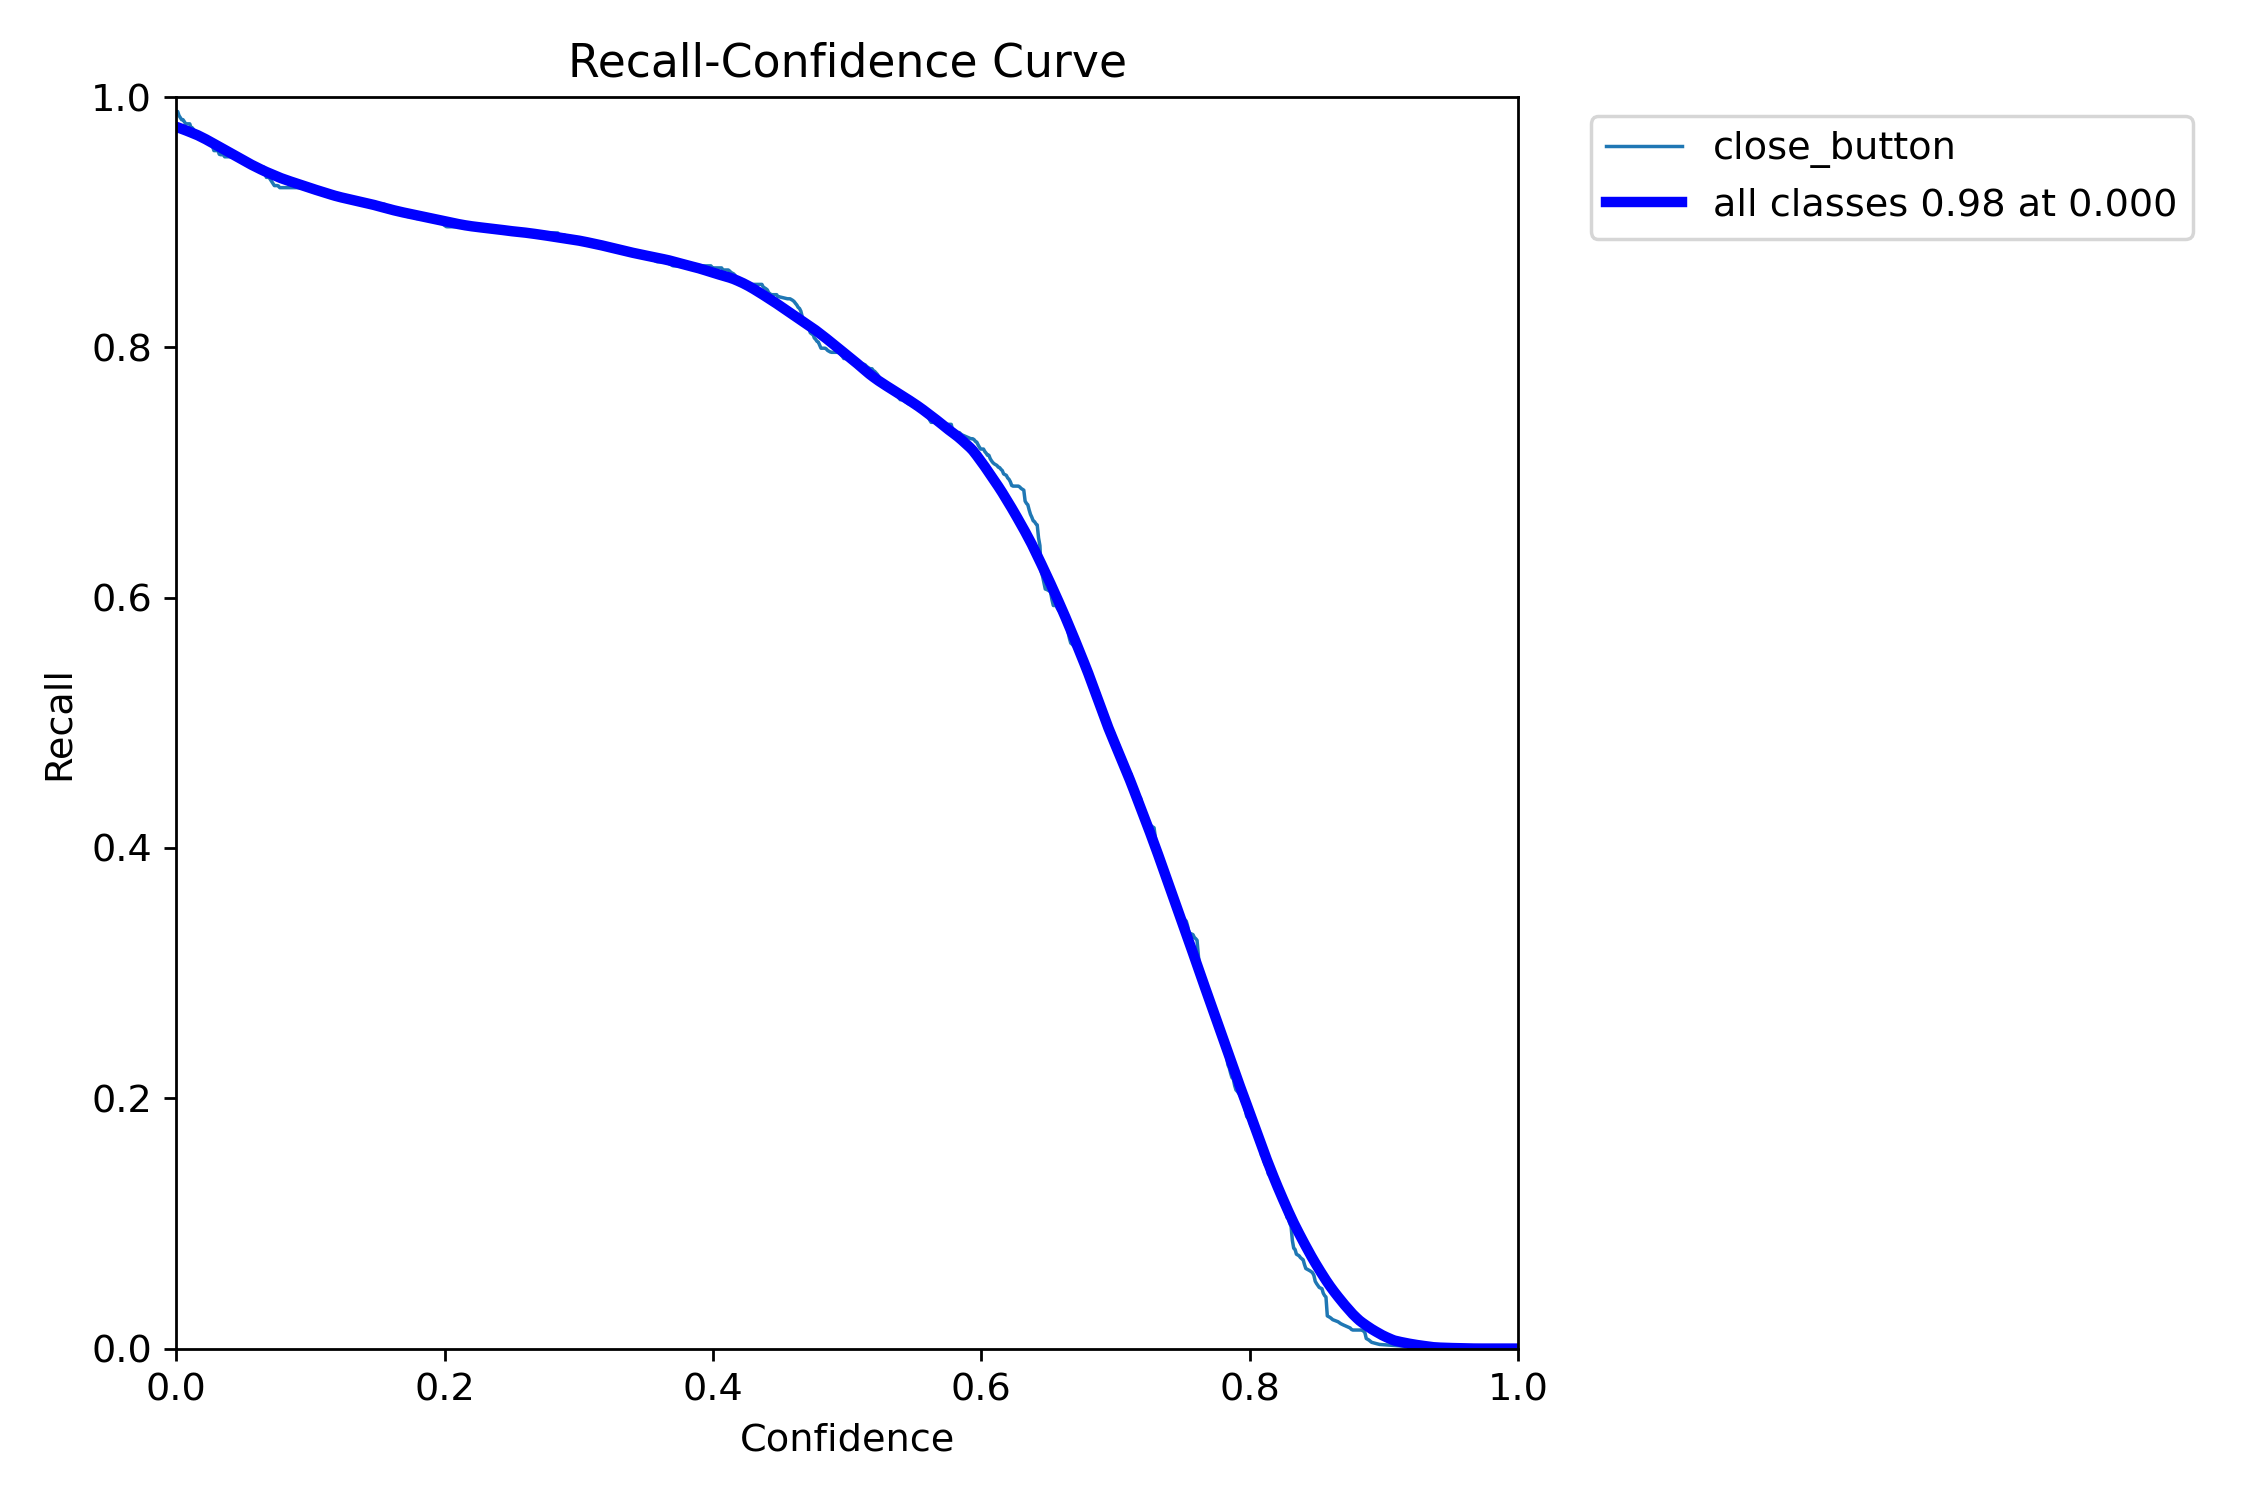 Recall-Confidence Curve
1.0
0.8
0.6
0.4
0.2
0.0
Recall
0.0 0.2 0.4 0.6 0.8 1.0
Confidence
close_button
all classes 0.98 at 0.000